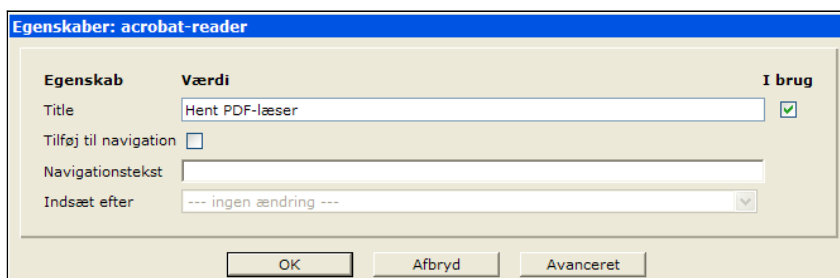 Egenskaber: acrobat-reader
Egenskab Værdi I brug
Title Hent PDF-læser
Tilføj til navigation
Navigationstekst
Indsæt efter --- ingen ændring ---
OK Afbryd Avanceret